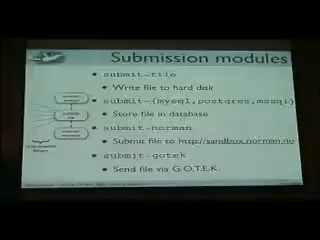 Submission modules
submit-file
Write file to hard disk
submit-{mysql,postgres,mssql}
Store file in database
submit-norman
Submit file to http://sandbox.norman.no
submit-gotek
Send file via G.O.T.E.K.